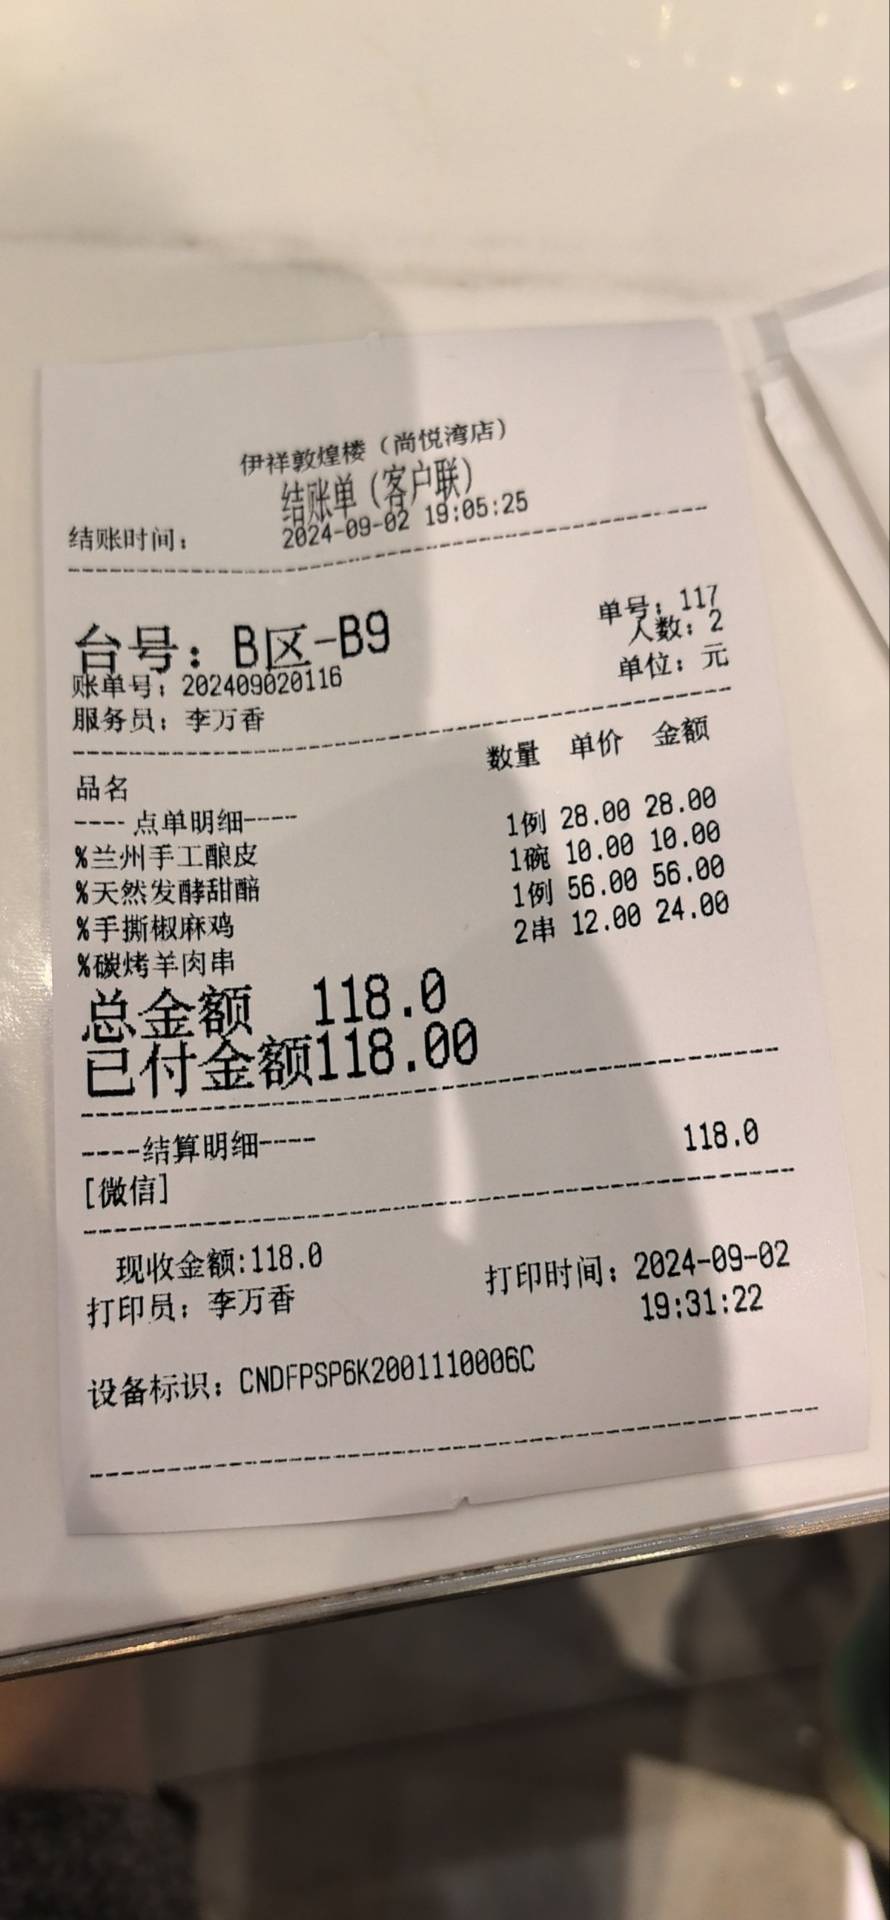 伊祥敦煌楼（尚悦湾店）
结账单（客户联）
结账时间： 2024-09-02 19:05:25
台号：B区-B9 单号：117
人数：2
账单号：202409020116 单位：元
服务员：李万香
品名 数量 单价 金额
----点单明细----
%兰州手工酿皮 1例 28.00 28.00
%天然发酵甜醅 1碗 10.00 10.00
%手撕椒麻鸡 1例 56.00 56.00
%碳烤羊肉串 2串 12.00 24.00
总金额 118.0
已付金额118.00
----结算明细----
[微信] 118.0
现收金额:118.0
打印员：李万香 打印时间：2024-09-02
19:31:22
设备标识：CNDFPSP6K2001110006C